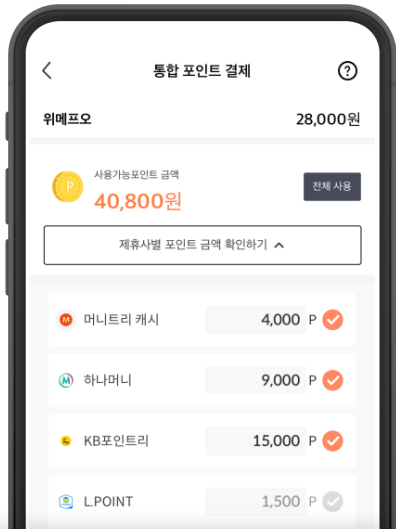 통합 포인트 결제
?
위메프오 28,000원
P
사용가능포인트 금액
40,800원
전체 사용
제휴사별 포인트 금액 확인하기
M
머니트리 캐시 4,000 P
M
하나머니 9,000 P
KB포인트리 15,000 P
L.POINT 1,500 P